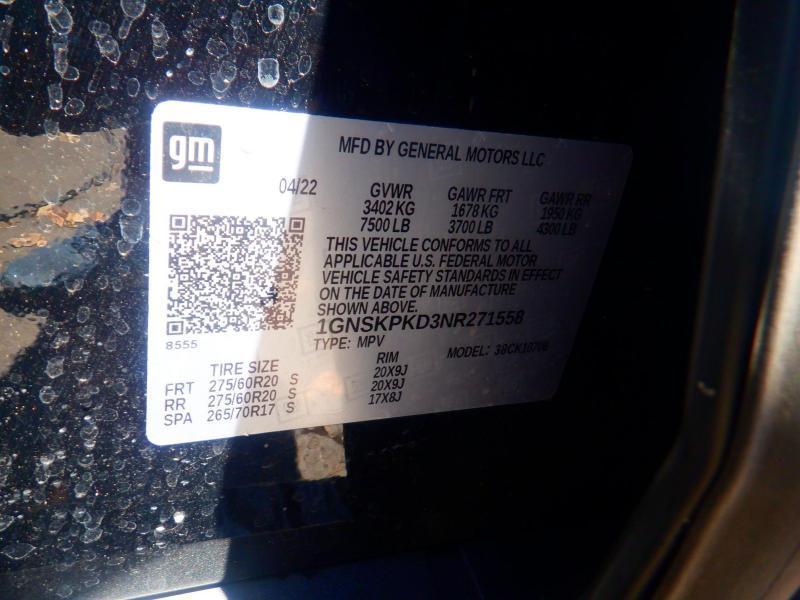 gm
MFD BY GENERAL MOTORS LLC
04/22 GVWR GAWR FRT GAWR RR
3402 KG 1678 KG 1950 KG
7500 LB 3700 LB 4300 LB
THIS VEHICLE CONFORMS TO ALL
APPLICABLE U.S. FEDERAL MOTOR
VEHICLE SAFETY STANDARDS IN EFFECT
ON THE DATE OF MANUFACTURE
SHOWN ABOVE.
1GNSKPKD3NR271558
8555 TYPE: MPV MODEL:
TIRE SIZE RIM
FRT 275/60R20 S 20X9J
RR 275/60R20 S 20X9J
SPA 265/70R17 S 17X8J